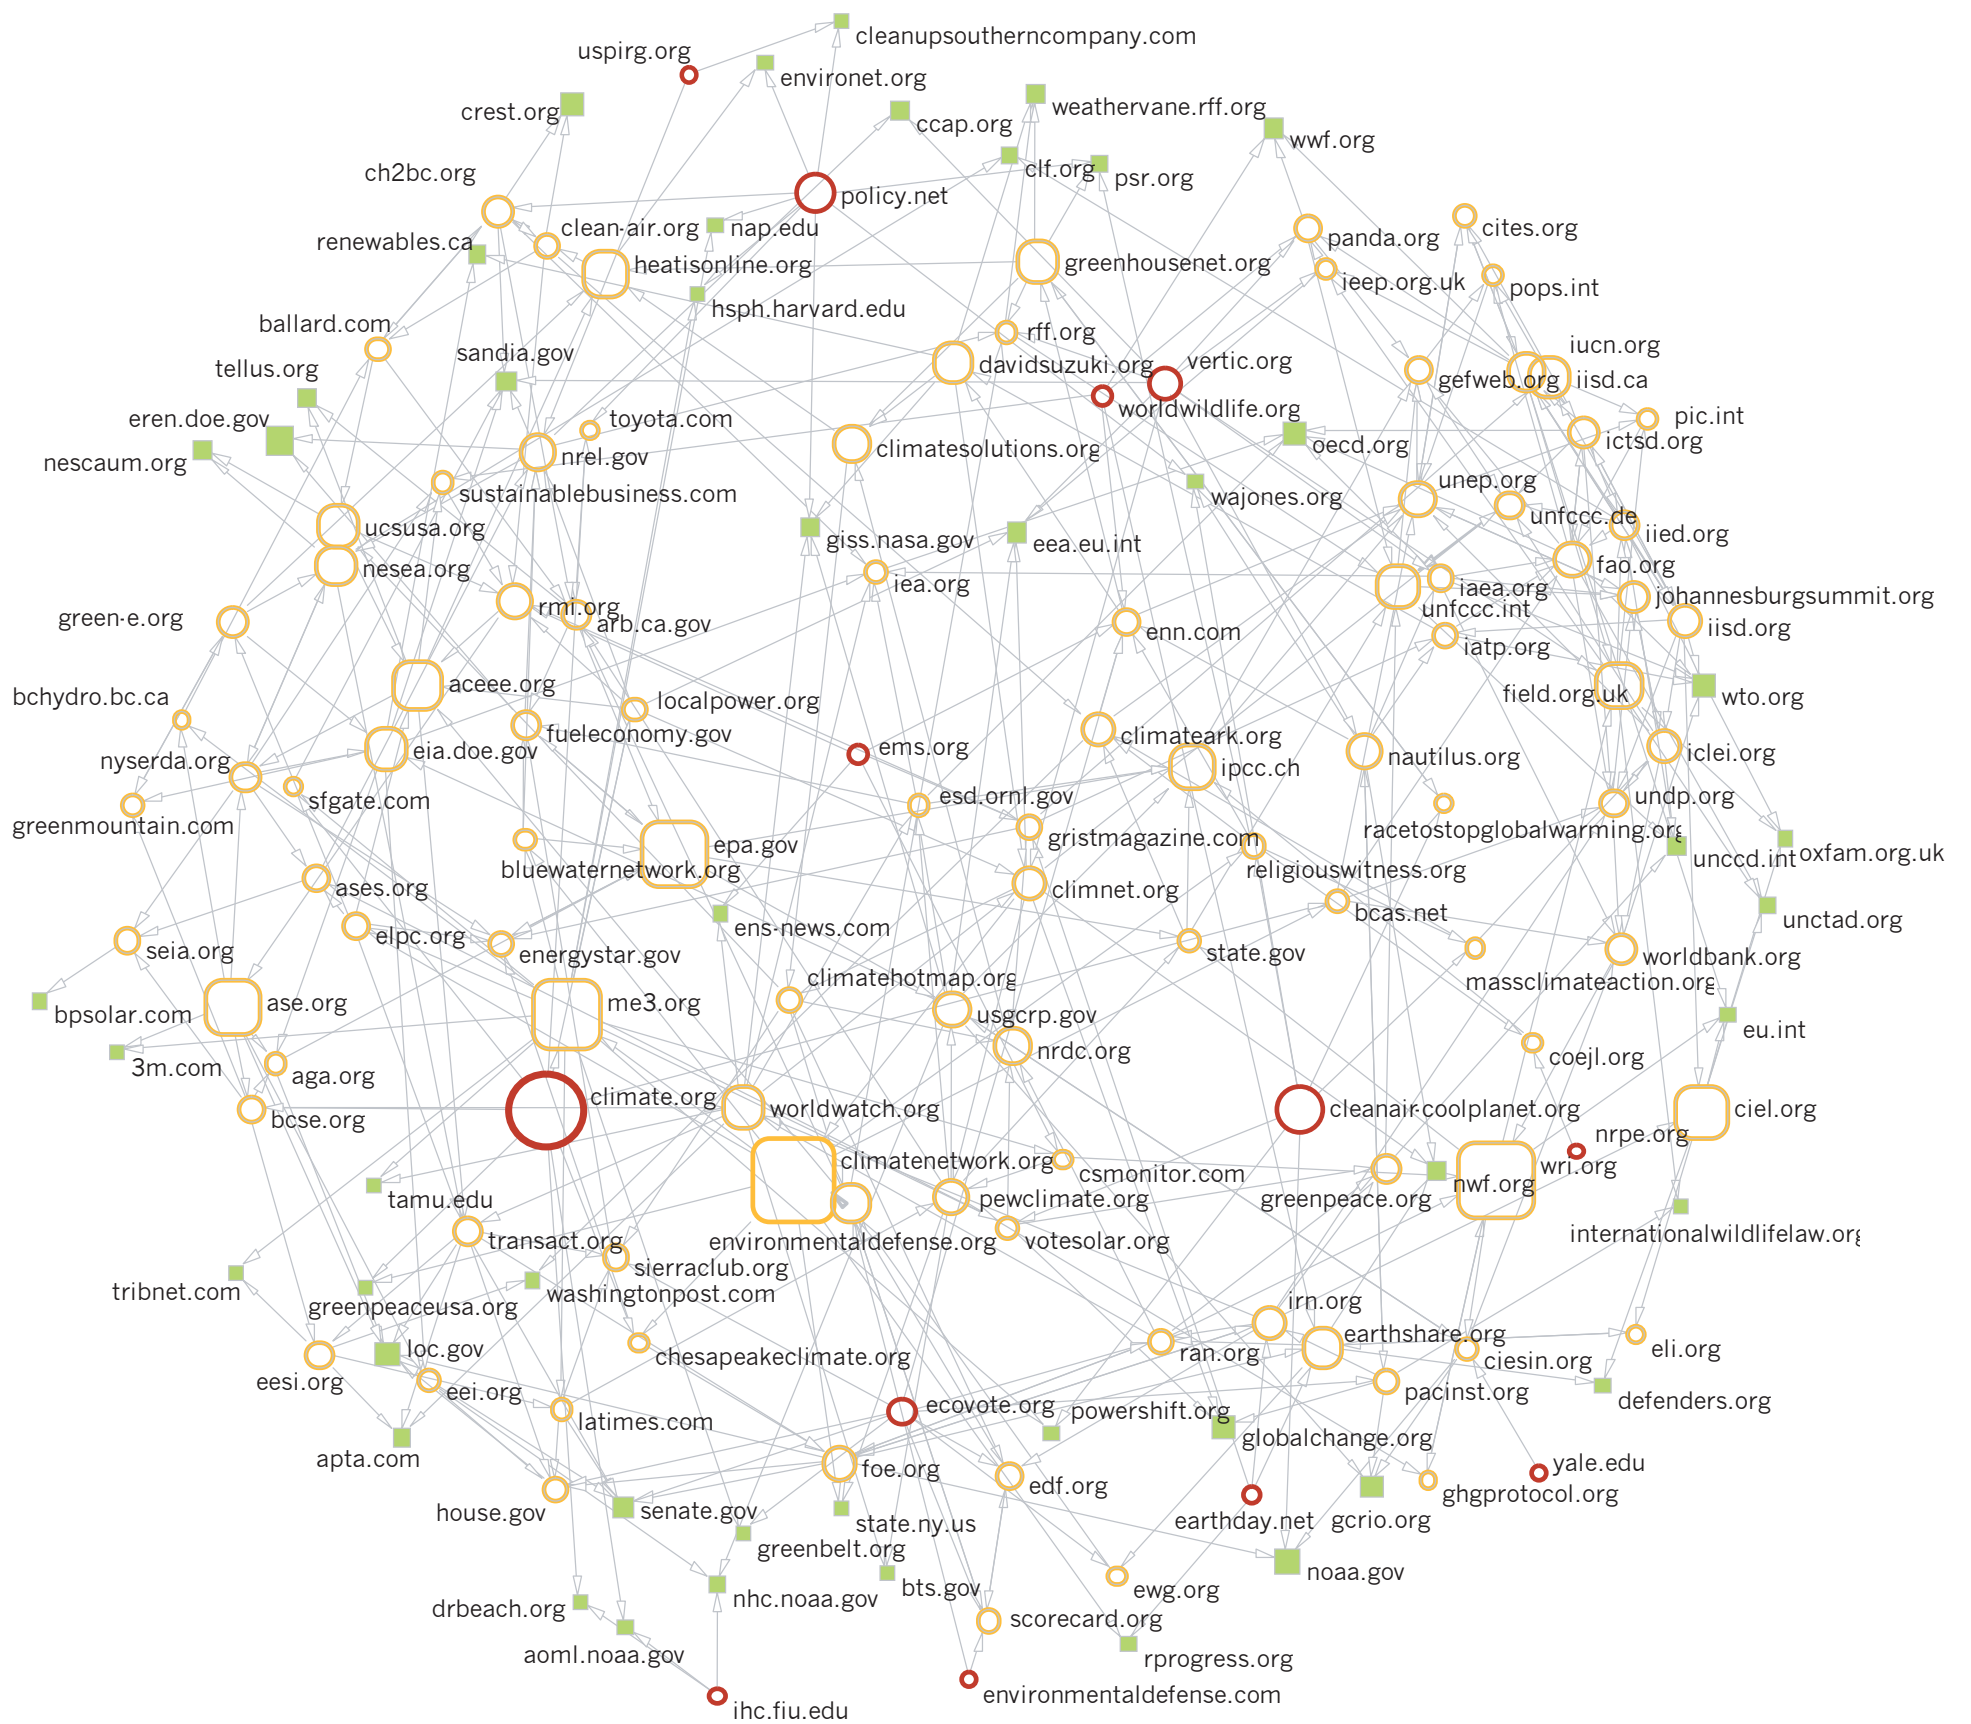 cleanupsoutherncompany.com
uspirg.org
environet.org
crest.org
weathervane.rff.org
ccap.org
wwf.org
clf.org
psr.org
ch2bc.org
policy.net
clean-air.org
nap.edu
cites.org
renewables.ca
panda.org
heatisonline.org
greenhousenet.org
ieep.org.uk
pops.int
hsph.harvard.edu
ballard.com
rff.org
iucn.org
sandia.gov
davidsuzuki.org
vertic.org
tellus.org
gefweb.org
iisd.ca
worldwildlife.org
pic.int
eren.doe.gov
toyota.com
ictsd.org
oecd.org
climatesolutions.org
nescaum.org
nrel.gov
unep.org
sustainablebusiness.com
wajones.org
unfccc.de
ucsusa.org
iied.org
giss.nasa.gov
eea.eu.int
fao.org
nesea.org
iea.org
iaea.org
johannesburgsummit.org
rmi.org
unfccc.int
green-e.org
arb.ca.gov
enn.com
iisd.org
iatp.org
aceee.org
field.org.uk
bchydro.bc.ca
localpower.org
wto.org
fueleconomy.gov
climateark.org
eia.doe.gov
ems.org
iclei.org
nyserda.org
nautilus.org
ipcc.ch
sfgate.com
esd.ornl.gov
undp.org
greenmountain.com
racetostopglobalwarming.org
gristmagazine.com
epa.gov
unccd.int
oxfam.org.uk
bluewaternetwork.org
religiouswitness.org
ases.org
climnet.org
bcas.net
unctad.org
ens-news.com
elpc.org
seia.org
energystar.gov
state.gov
worldbank.org
climatehotmap.org
massclimateaction.org
ase.org
me3.org
bpsolar.com
usgcrp.gov
eu.int
nrdc.org
coejl.org
3m.com
aga.org
climate.org
worldwatch.org
cleanair-coolplanet.org
ciel.org
bcse.org
nrpe.org
climatenetwork.org
wri.org
csmonitor.com
nwf.org
tamu.edu
pewclimate.org
greenpeace.org
internationalwildlifelaw.org
transact.org
environmentaldefense.org
votesolar.org
sierraclub.org
tribnet.com
washingtonpost.com
irn.org
greenpeaceusa.org
earthshare.org
loc.gov
ran.org
eli.org
chesapeakeclimate.org
ciesin.org
eesi.org
eei.org
pacinst.org
defenders.org
ecovote.org
powershift.org
latimes.com
globalchange.org
apta.com
foe.org
yale.edu
edf.org
ghgprotocol.org
house.gov
senate.gov
state.ny.us
earthday.net
gcrio.org
greenbelt.org
noaa.gov
bts.gov
ewg.org
nhc.noaa.gov
drbeach.org
scorecard.org
aoml.noaa.gov
rprogress.org
environmentaldefense.com
ihc.fiu.edu